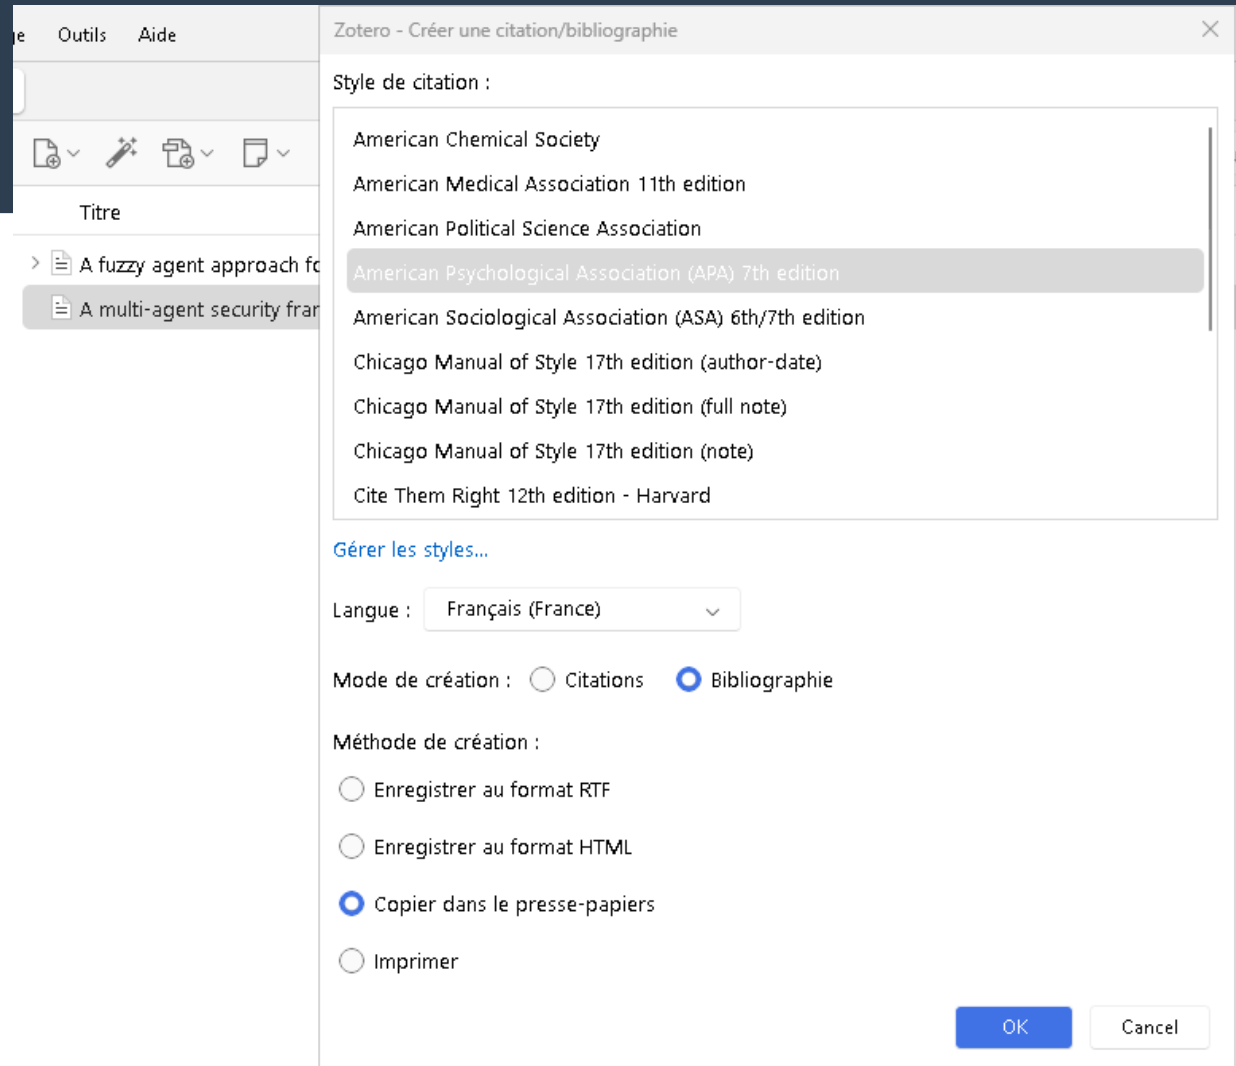 Outils Aide
Zotero - Créer une citation/bibliographie
Style de citation :
American Chemical Society
American Medical Association 11th edition
American Political Science Association
American Psychological Association (APA) 7th edition
American Sociological Association (ASA) 6th/7th edition
Chicago Manual of Style 17th edition (author-date)
Chicago Manual of Style 17th edition (full note)
Chicago Manual of Style 17th edition (note)
Cite Them Right 12th edition - Harvard
Titre
A fuzzy agent approach
A multi-agent security
Gérer les styles...
Langue : Français (France)
Mode de création : Citations Bibliographie
Méthode de création :
Enregistrer au format RTF
Enregistrer au format HTML
Copier dans le presse-papiers
Imprimer
OK Cancel